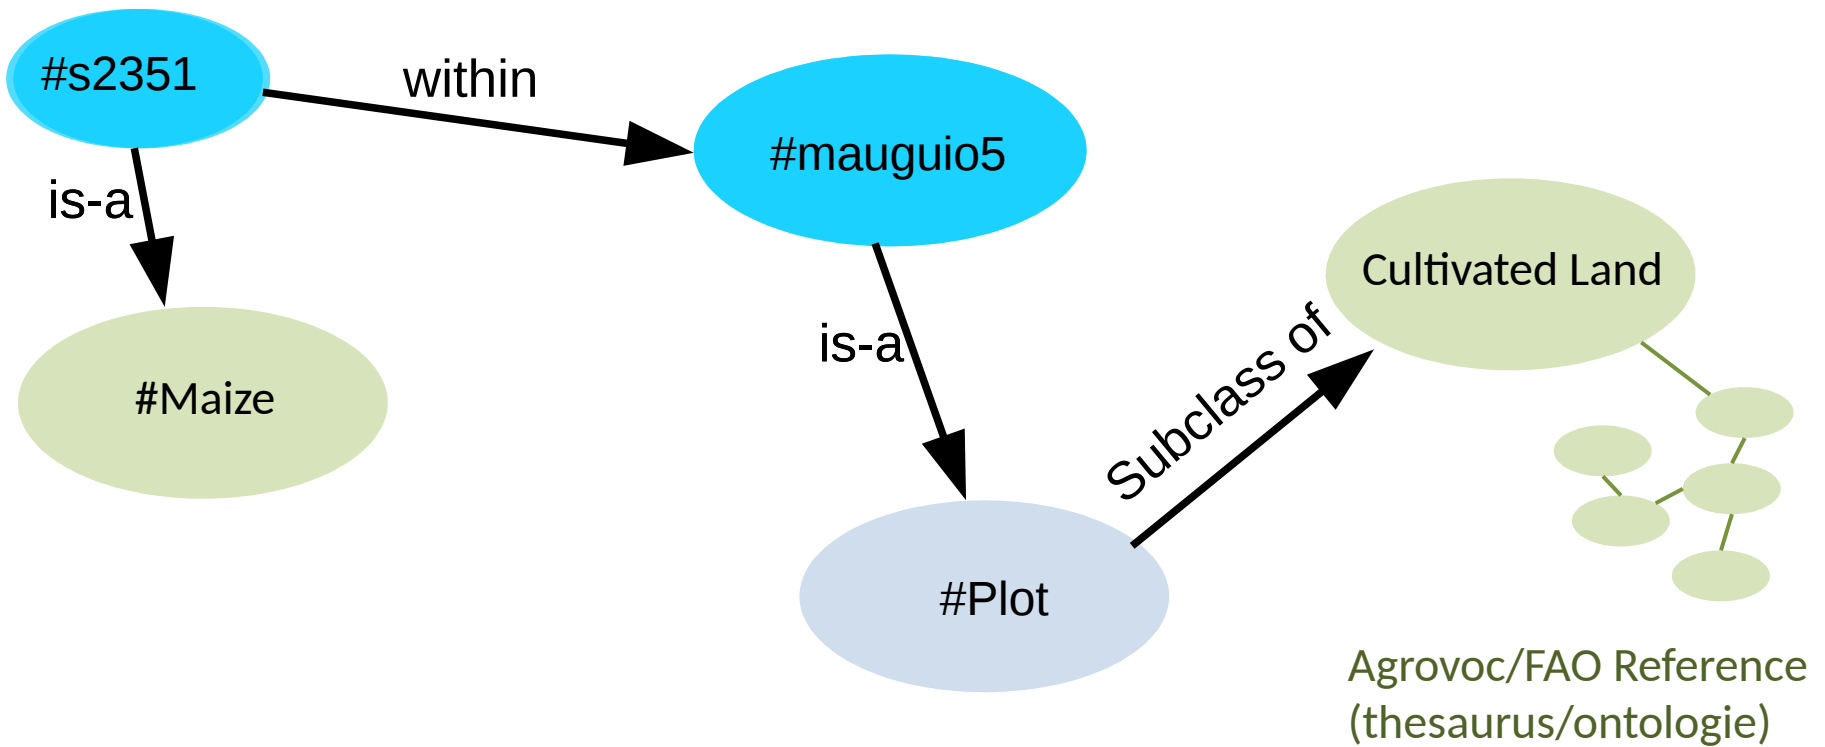 #s2351
within
#mauguio5
is-a
Cultivated Land
is-a
Subclass of
#Maize
#Plot
Agrovoc/FAO Reference
(thesaurus/ontologie)